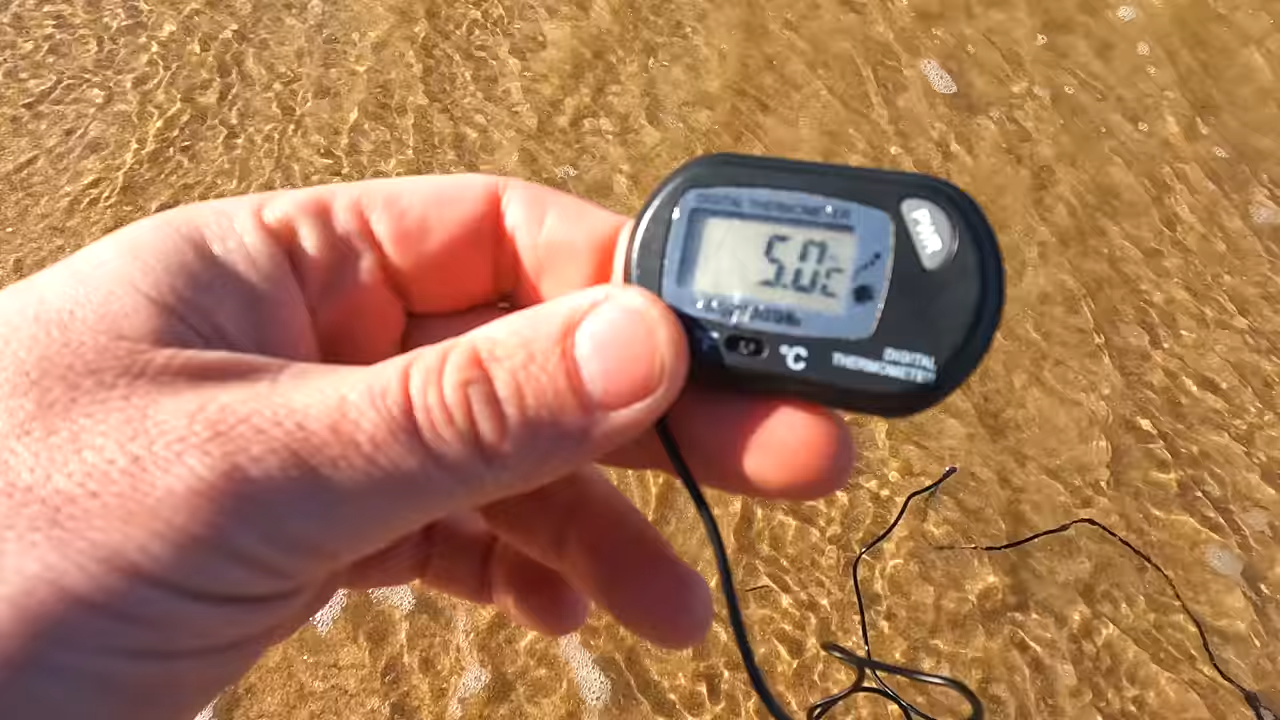 DIGITAL THERMOMETER
PWR
5.0c
°C
DIGITAL
THERMOMETER